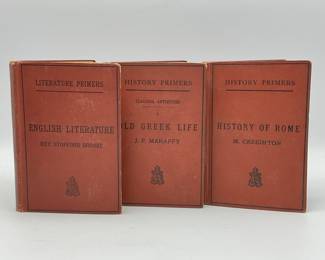 LITERATURE PRIMERS
ENGLISH LITERATURE
REV. STOPFORD BROOKE
HISTORY PRIMERS
CLASSICAL ANTIQUITIES
I
OLD GREEK LIFE
J. P. MAHAFFY
HISTORY PRIMERS
HISTORY OF ROME
M. CREIGHTON